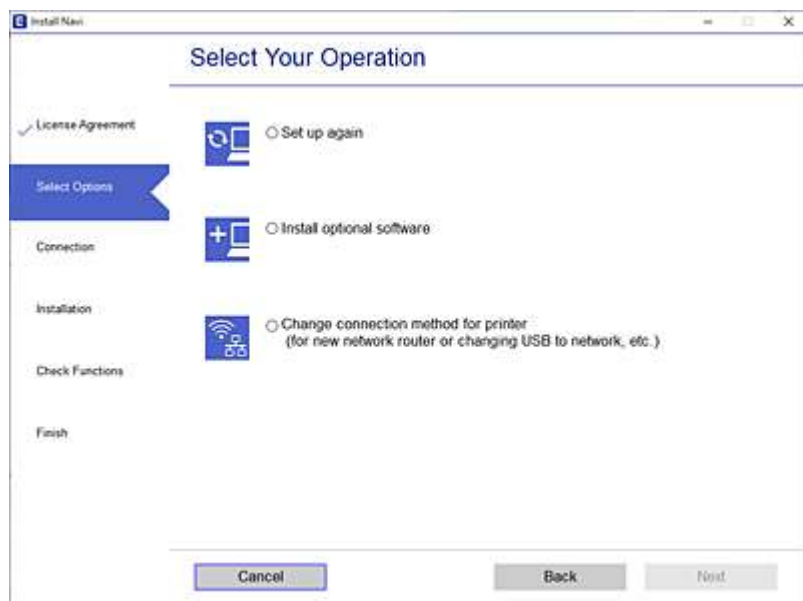 E Install Navi
Select Your Operation
License Agreement
Select Options
Connection
Installation
Check Functions
Finish
Set up again
Install optional software
Change connection method for printer
(for new network router or changing USB to network, etc.)
Cancel
Back
Next